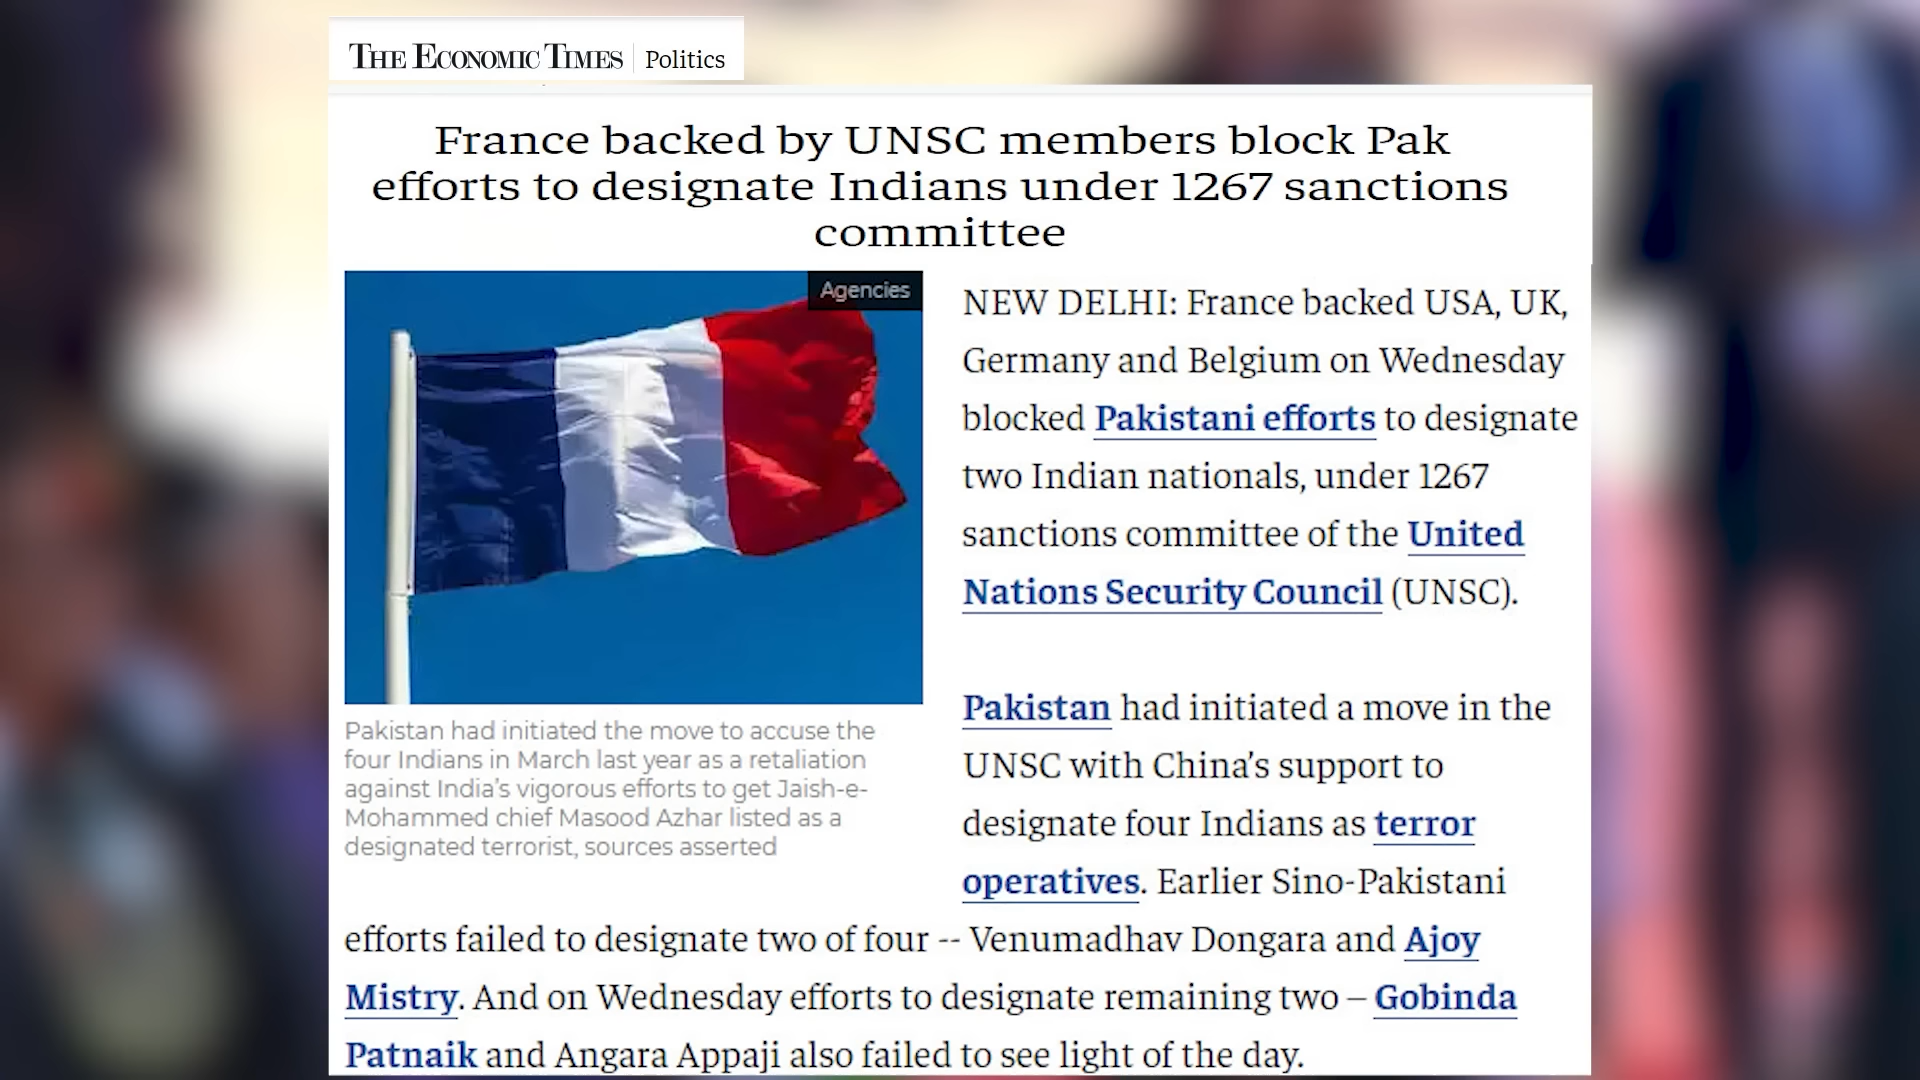 THE ECONOMIC TIMES | Politics
France backed by UNSC members block Pak
efforts to designate Indians under 1267 sanctions
committee
Agencies
Pakistan had initiated the move to accuse the
four Indians in March last year as a retaliation
against India's vigorous efforts to get Jaish-e-
Mohammed chief Masood Azhar listed as a
designated terrorist, sources asserted
NEW DELHI: France backed USA, UK,
Germany and Belgium on Wednesday
blocked Pakistani efforts to designate
two Indian nationals, under 1267
sanctions committee of the United
Nations Security Council (UNSC).
Pakistan had initiated a move in the
UNSC with China's support to
designate four Indians as terror
operatives. Earlier Sino-Pakistani
efforts failed to designate two of four -- Venumadhav Dongara and Ajoy
Mistry. And on Wednesday efforts to designate remaining two – Gobinda
Patnaik and Angara Appaji also failed to see light of the day.